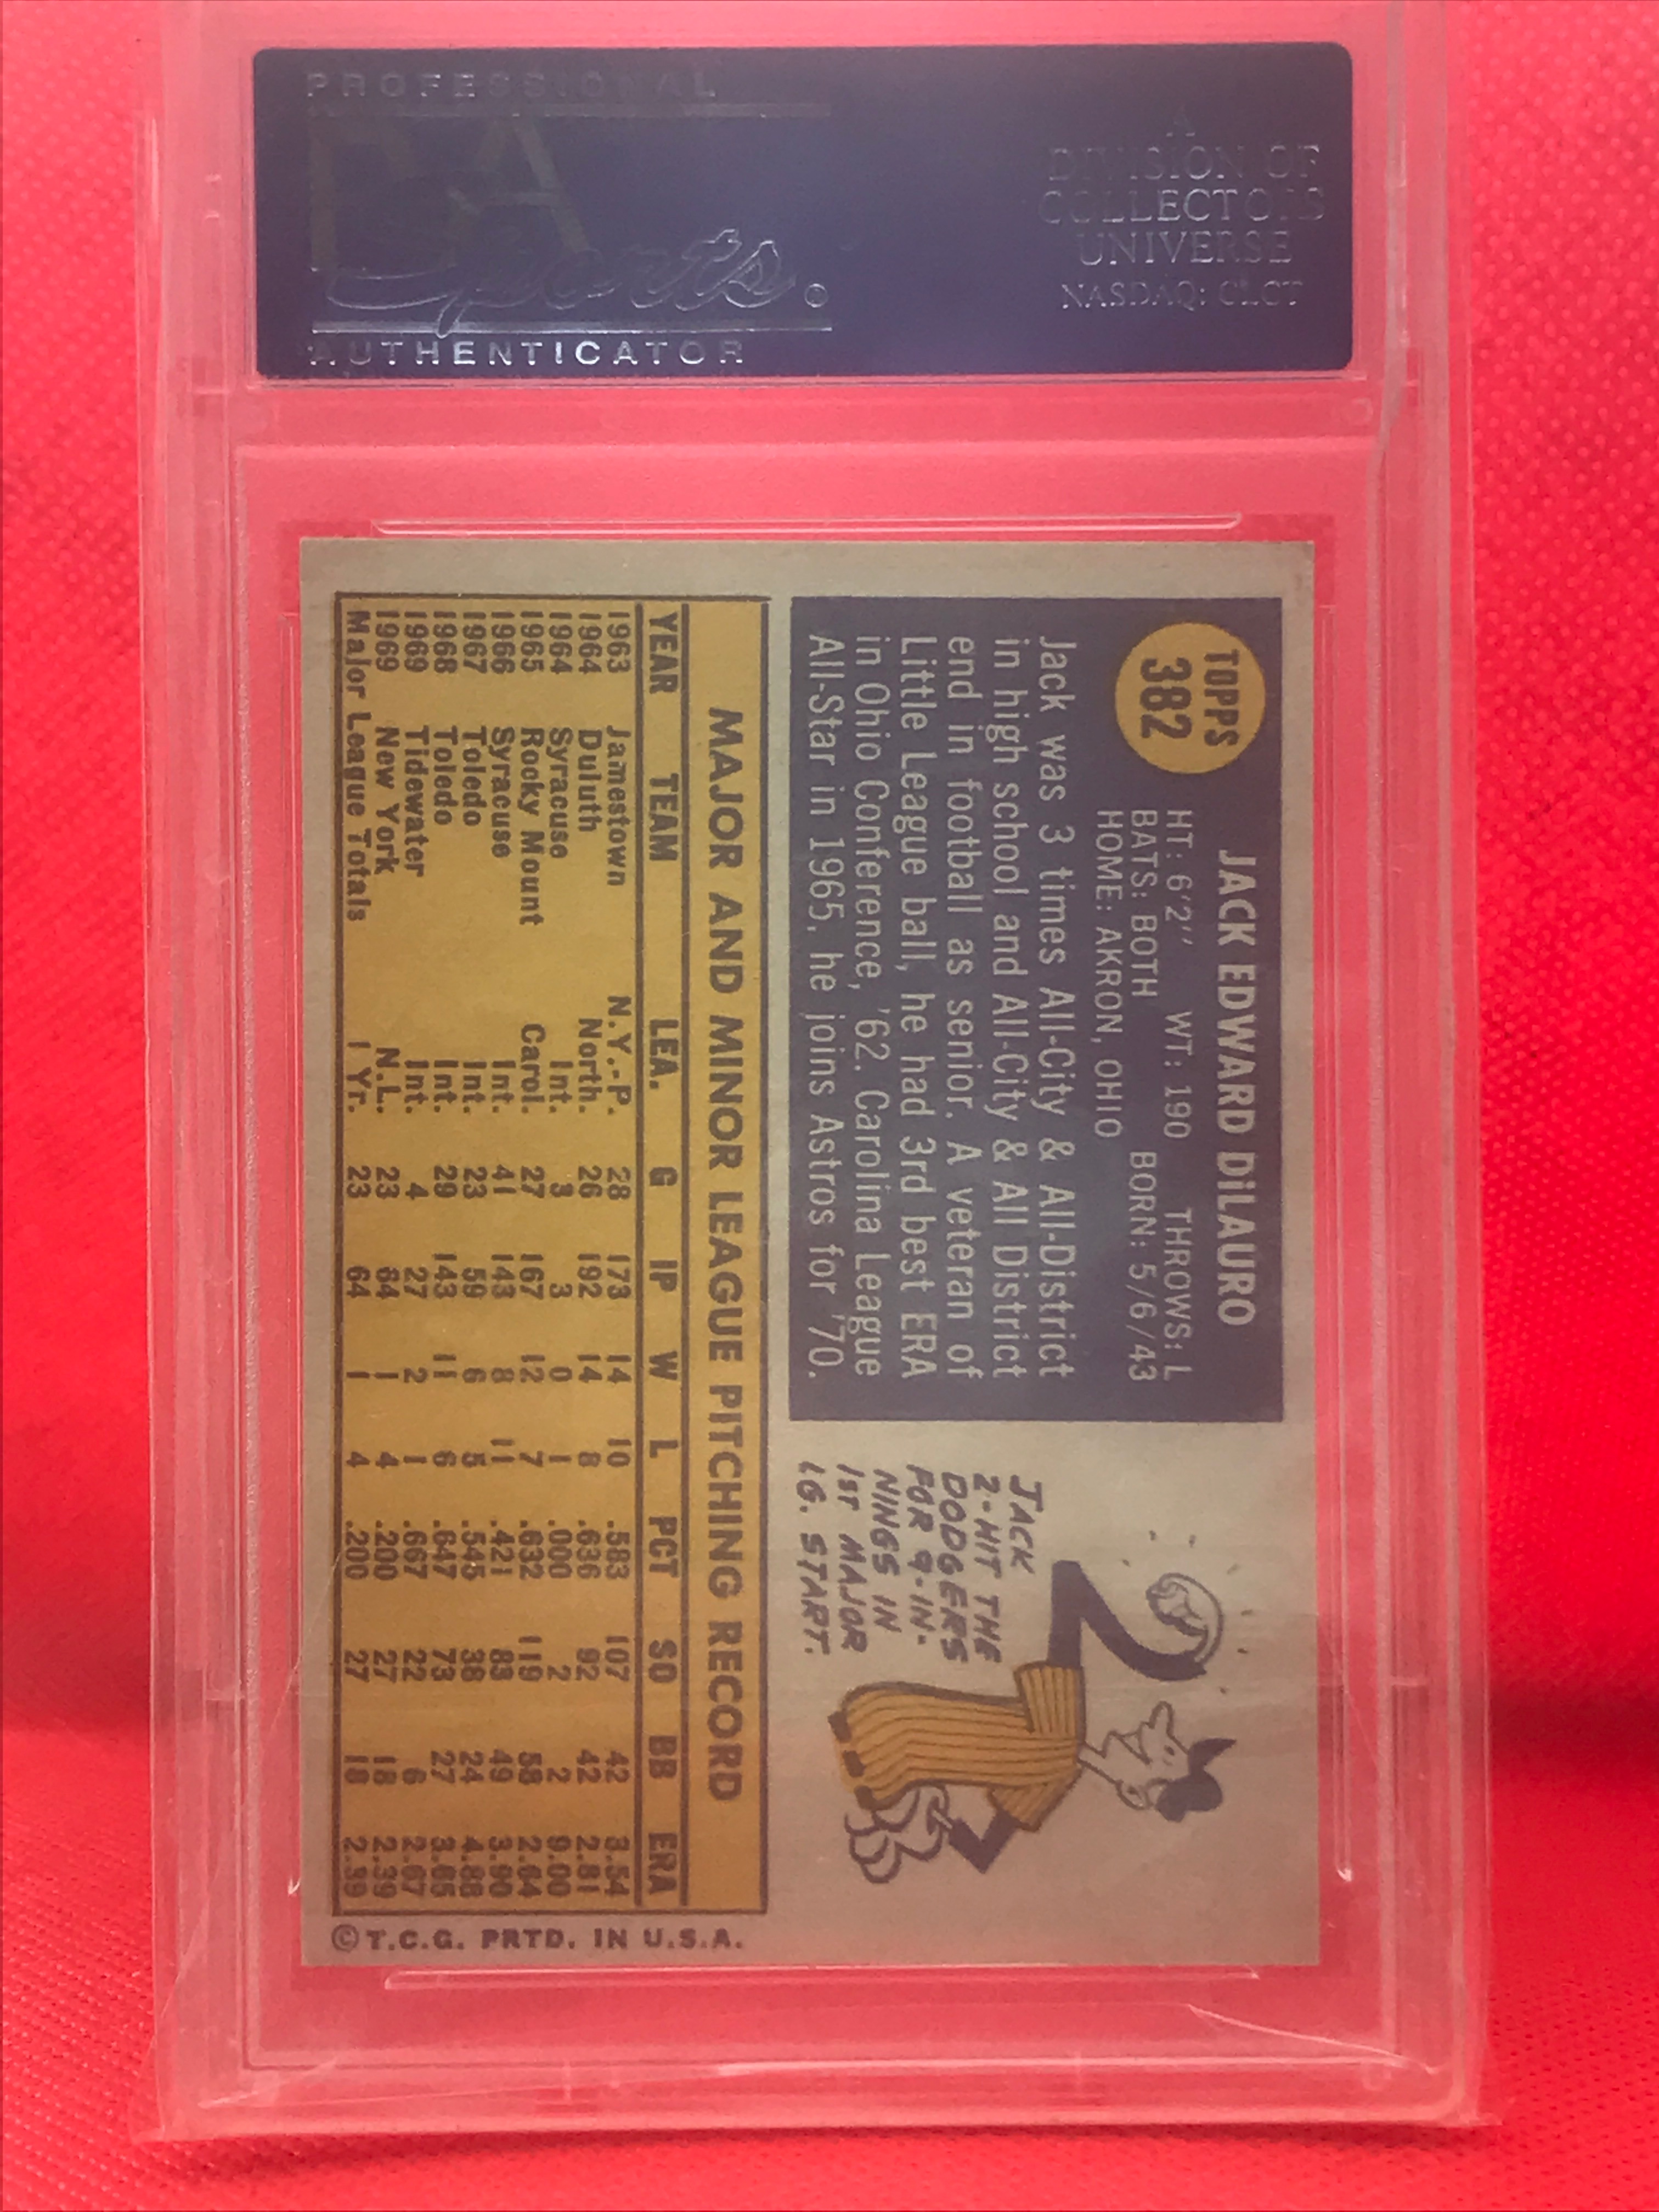 PROFESSIONAL
Sports
AUTHENTICATOR
A
DIVISION OF
COLLECTORS
UNIVERSE
NASDAQ: CLCT
TOPPS
382
JACK EDWARD DiLAURO
HT: 6'2" WT: 190 THROWS: L
BATS: BOTH BORN: 5/6/43
HOME: AKRON, OHIO
Jack was 3 times All-City & All-District
in high school and All-City & All District
end in football as senior. A veteran of
Little League ball, he had 3rd best ERA
in Ohio Conference, '62. Carolina League
All-Star in 1965, he joins Astros for '70.
JACK
2-HIT THE
DODGERS
FOR 9-IN-
NINGS IN
1ST MAJOR
LG. START.
MAJOR AND MINOR LEAGUE PITCHING RECORD
YEAR TEAM LEA. G IP W L PCT SO BB ERA
1963 Jamestown N.Y.-P. 28 173 14 10 .583 107 42 3.54
1964 Duluth North. 26 192 14 8 .636 92 42 2.81
1964 Syracuse Int. 3 3 0 1 .000 2 2 9.00
1965 Rocky Mount Carol. 27 167 12 7 .632 119 58 2.64
1966 Syracuse Int. 41 143 8 11 .421 83 49 3.90
1967 Toledo Int. 23 59 6 5 .545 38 24 4.88
1968 Toledo Int. 29 143 11 6 .647 73 27 3.65
1969 Tidewater Int. 4 27 2 1 .667 22 6 2.67
1969 New York N.L. 23 64 1 4 .200 27 18 2.39
Major League Totals 1 Yr. 23 64 1 4 .200 27 18 2.39
©T.C.G. PRTD. IN U.S.A.